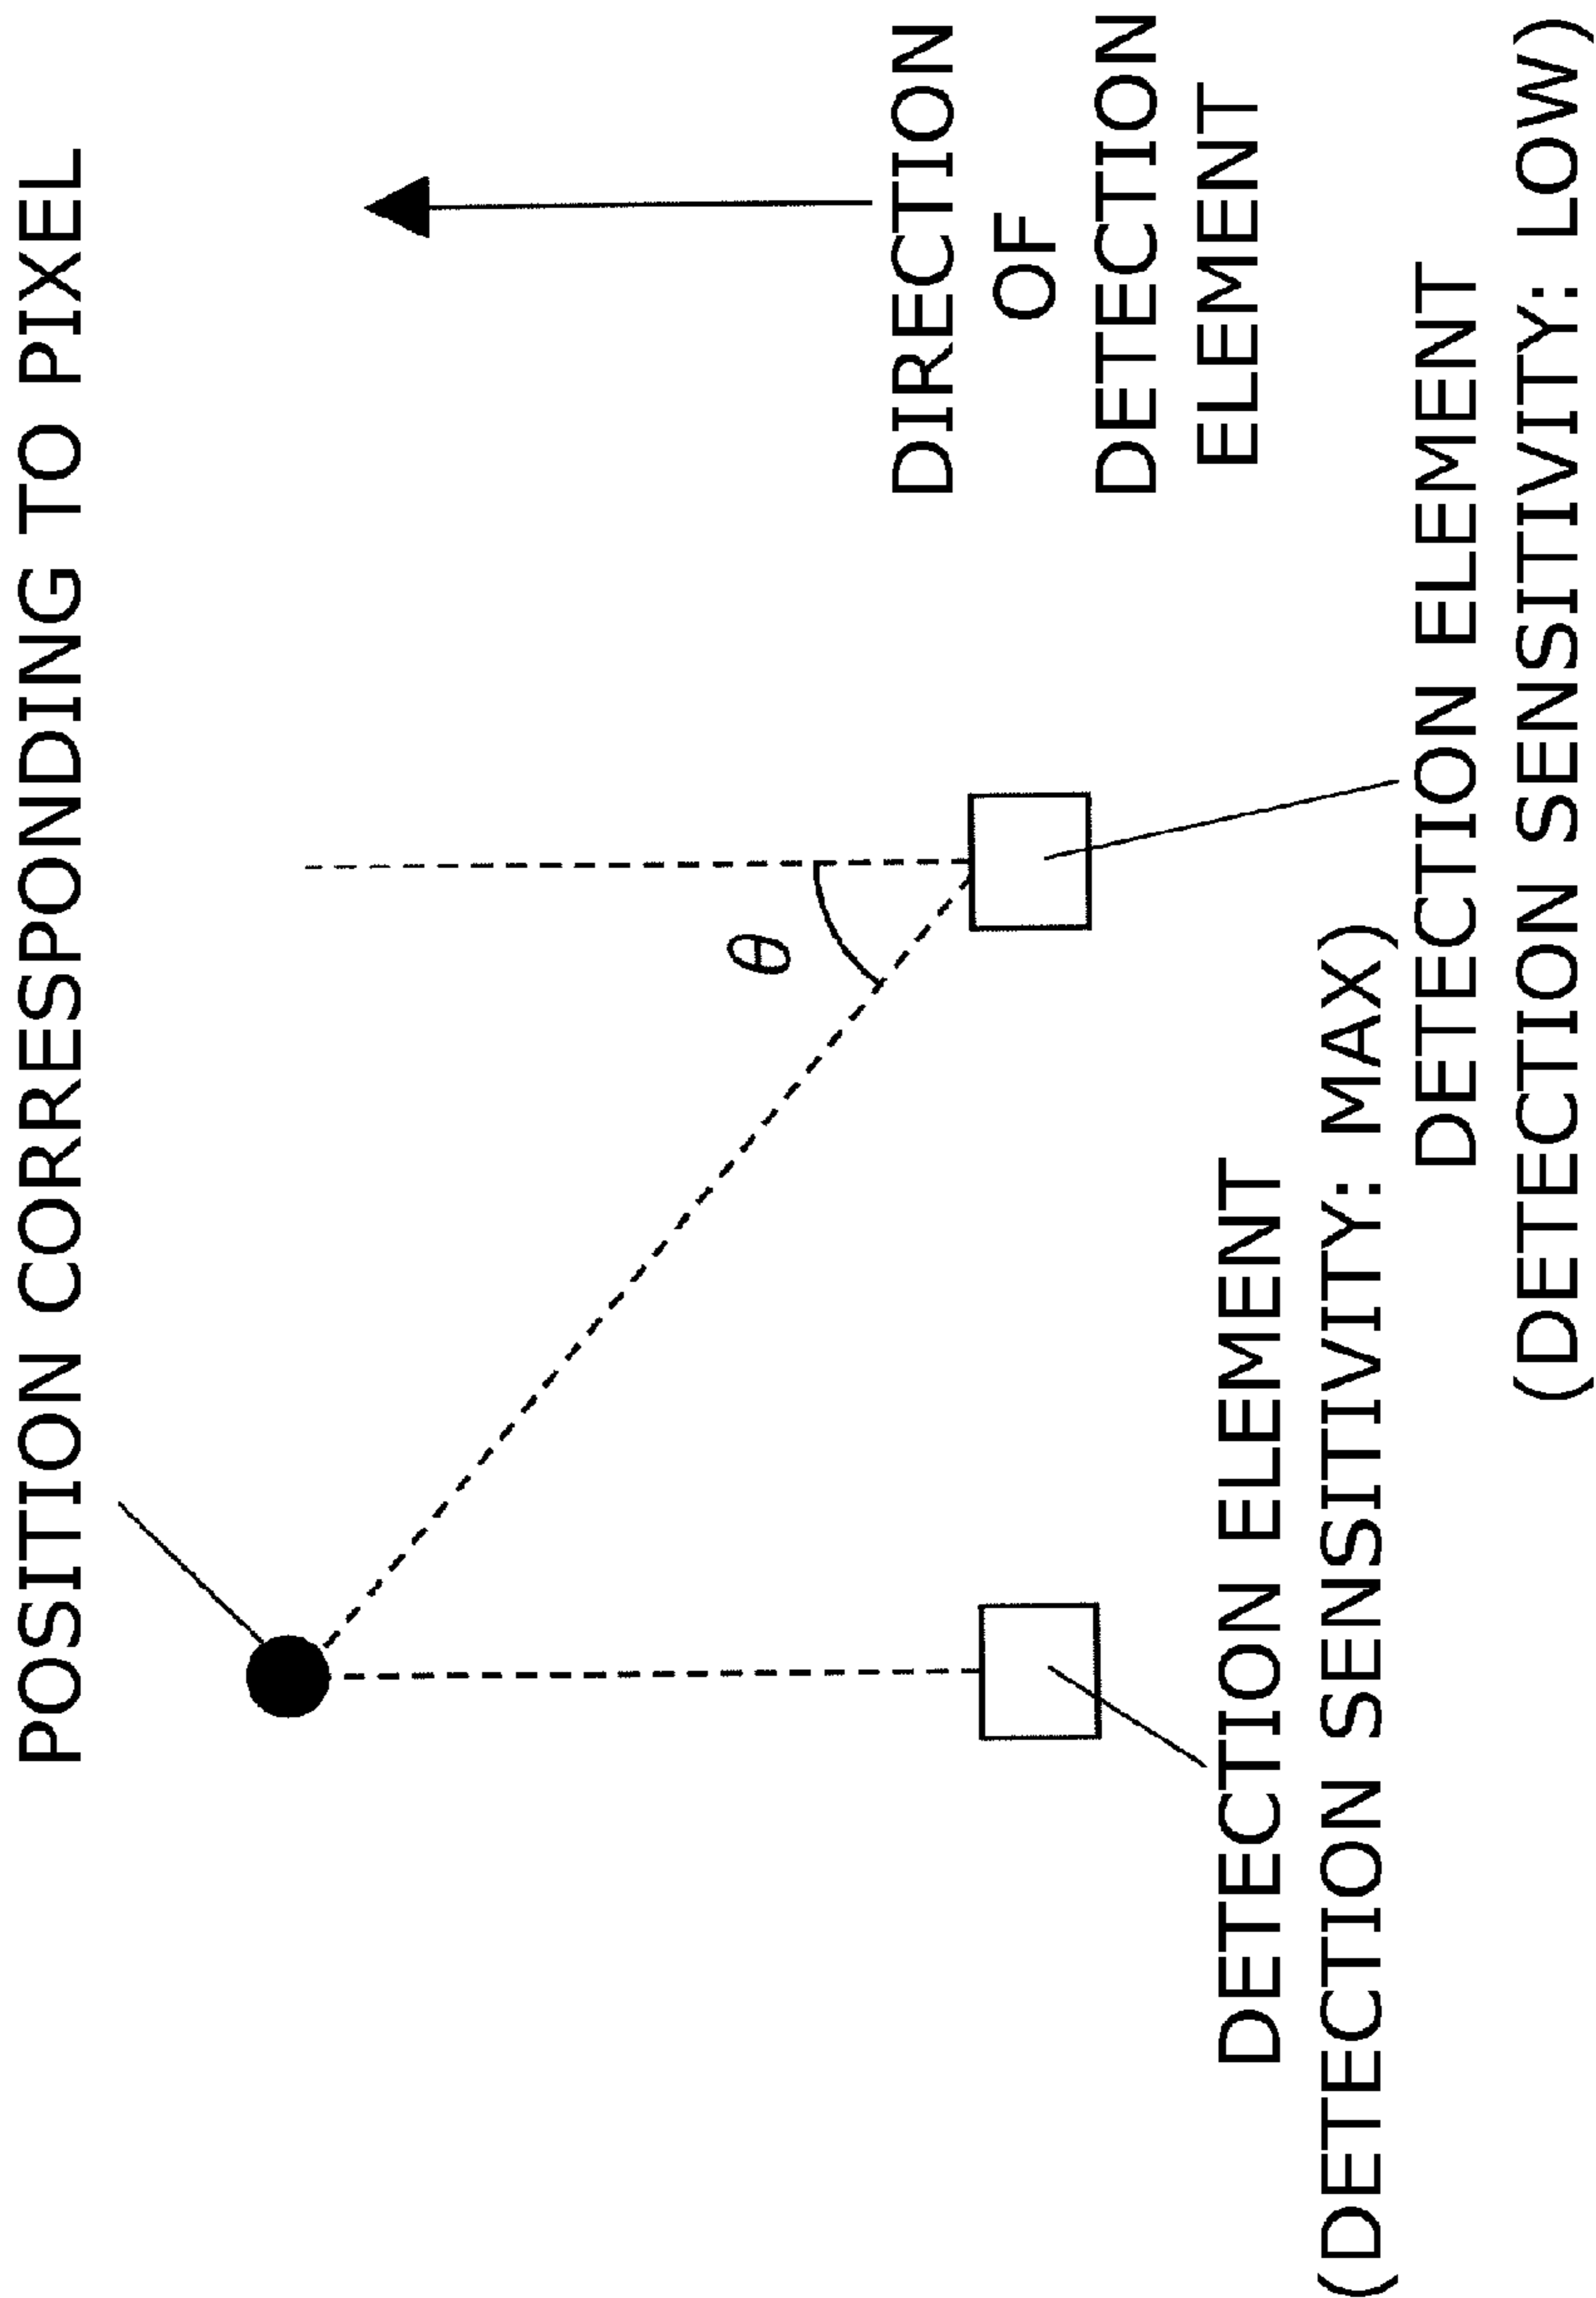 POSITION CORRESPONDING TO PIXEL
θ
DIRECTION
OF
DETECTION
ELEMENT
DETECTION ELEMENT
(DETECTION SENSITIVITY: MAX)
DETECTION ELEMENT
(DETECTION SENSITIVITY: LOW)